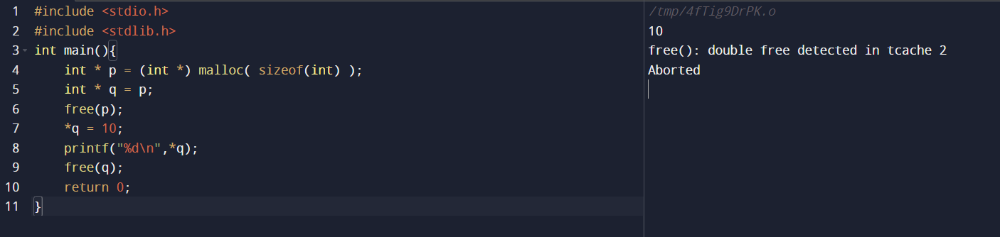 1 #include <stdio.h>
2 #include <stdlib.h>
3 int main(){
4     int * p = (int *) malloc( sizeof(int) );
5     int * q = p;
6     free(p);
7     *q = 10;
8     printf("%d\n",*q);
9     free(q);
10     return 0;
11 }
/tmp/4fTig9DrPK.o
10
free(): double free detected in tcache 2
Aborted